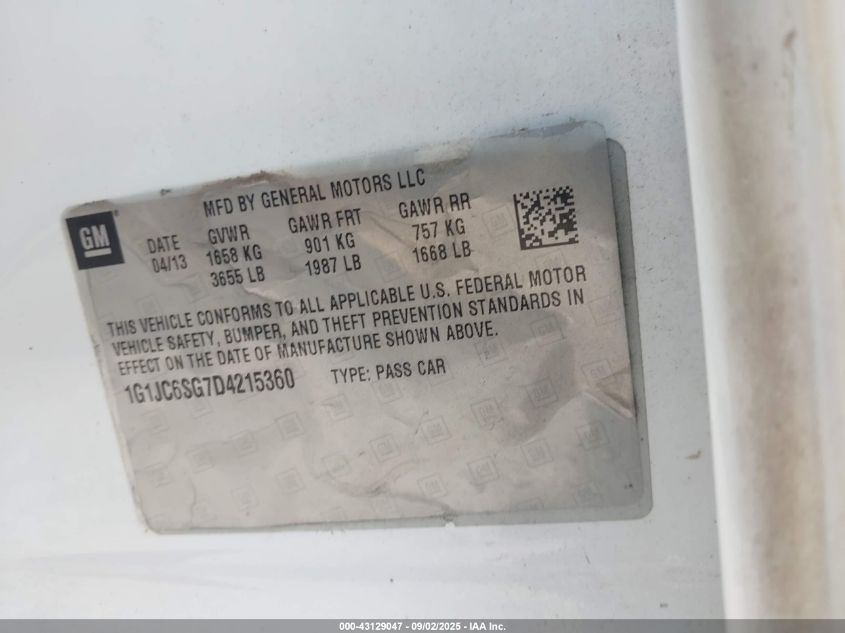 MFD BY GENERAL MOTORS LLC
GM
DATE GVWR GAWR FRT GAWR RR
04/13 1658 KG 901 KG 757 KG
3655 LB 1987 LB 1668 LB
THIS VEHICLE CONFORMS TO ALL APPLICABLE U.S. FEDERAL MOTOR
VEHICLE SAFETY, BUMPER, AND THEFT PREVENTION STANDARDS IN
EFFECT ON THE DATE OF MANUFACTURE SHOWN ABOVE.
1G1JC6SG7D4215360 TYPE: PASS CAR
000-43129047 - 09/02/2025 - IAA Inc.